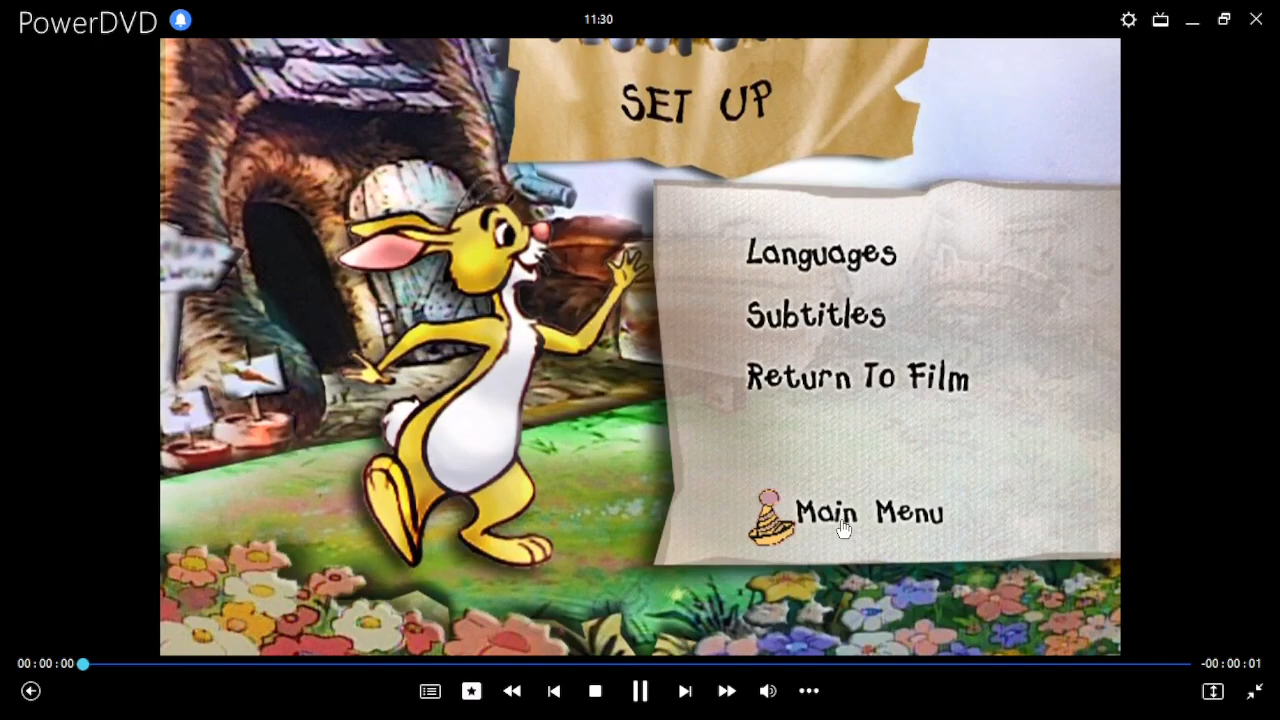 PowerDVD
11:30
SET UP
Languages
Subtitles
Return To Film
Main Menu
00:00:00
-00:00:01